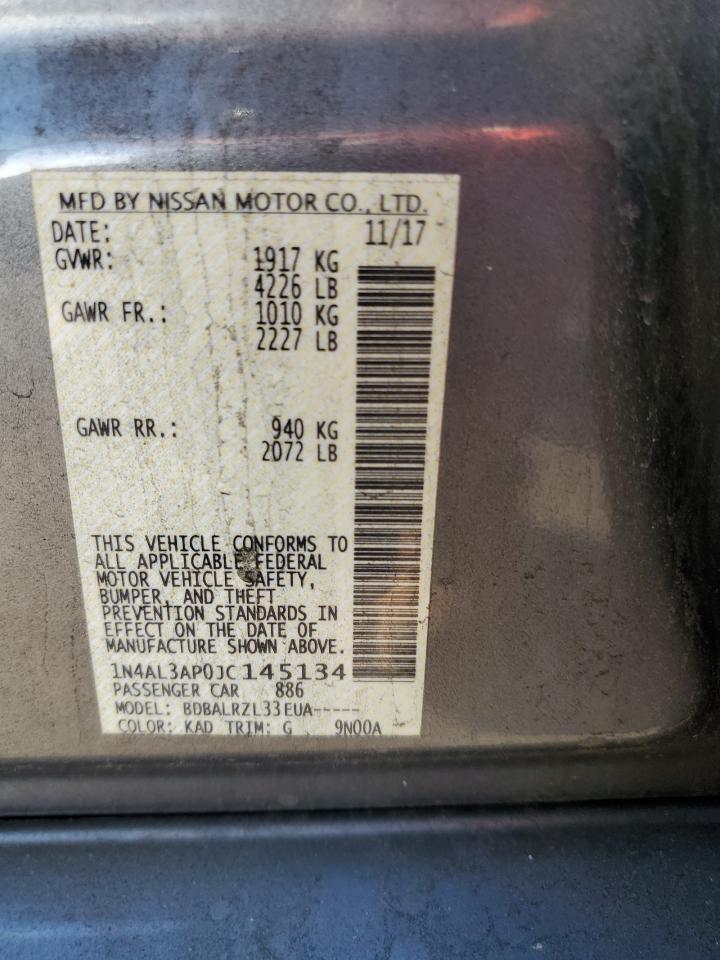 MFD BY NISSAN MOTOR CO., LTD.
DATE: 11/17
GVWR: 1917 KG
4226 LB
GAWR FR.: 1010 KG
2227 LB
GAWR RR.: 940 KG
2072 LB
THIS VEHICLE CONFORMS TO
ALL APPLICABLE FEDERAL
MOTOR VEHICLE SAFETY,
BUMPER, AND THEFT
PREVENTION STANDARDS IN
EFFECT ON THE DATE OF
MANUFACTURE SHOWN ABOVE.
1N4AL3AP0JC145134
PASSENGER CAR 886
MODEL: BDBALRZL33EUA-----
COLOR: KAD TRIM: G 9N00A